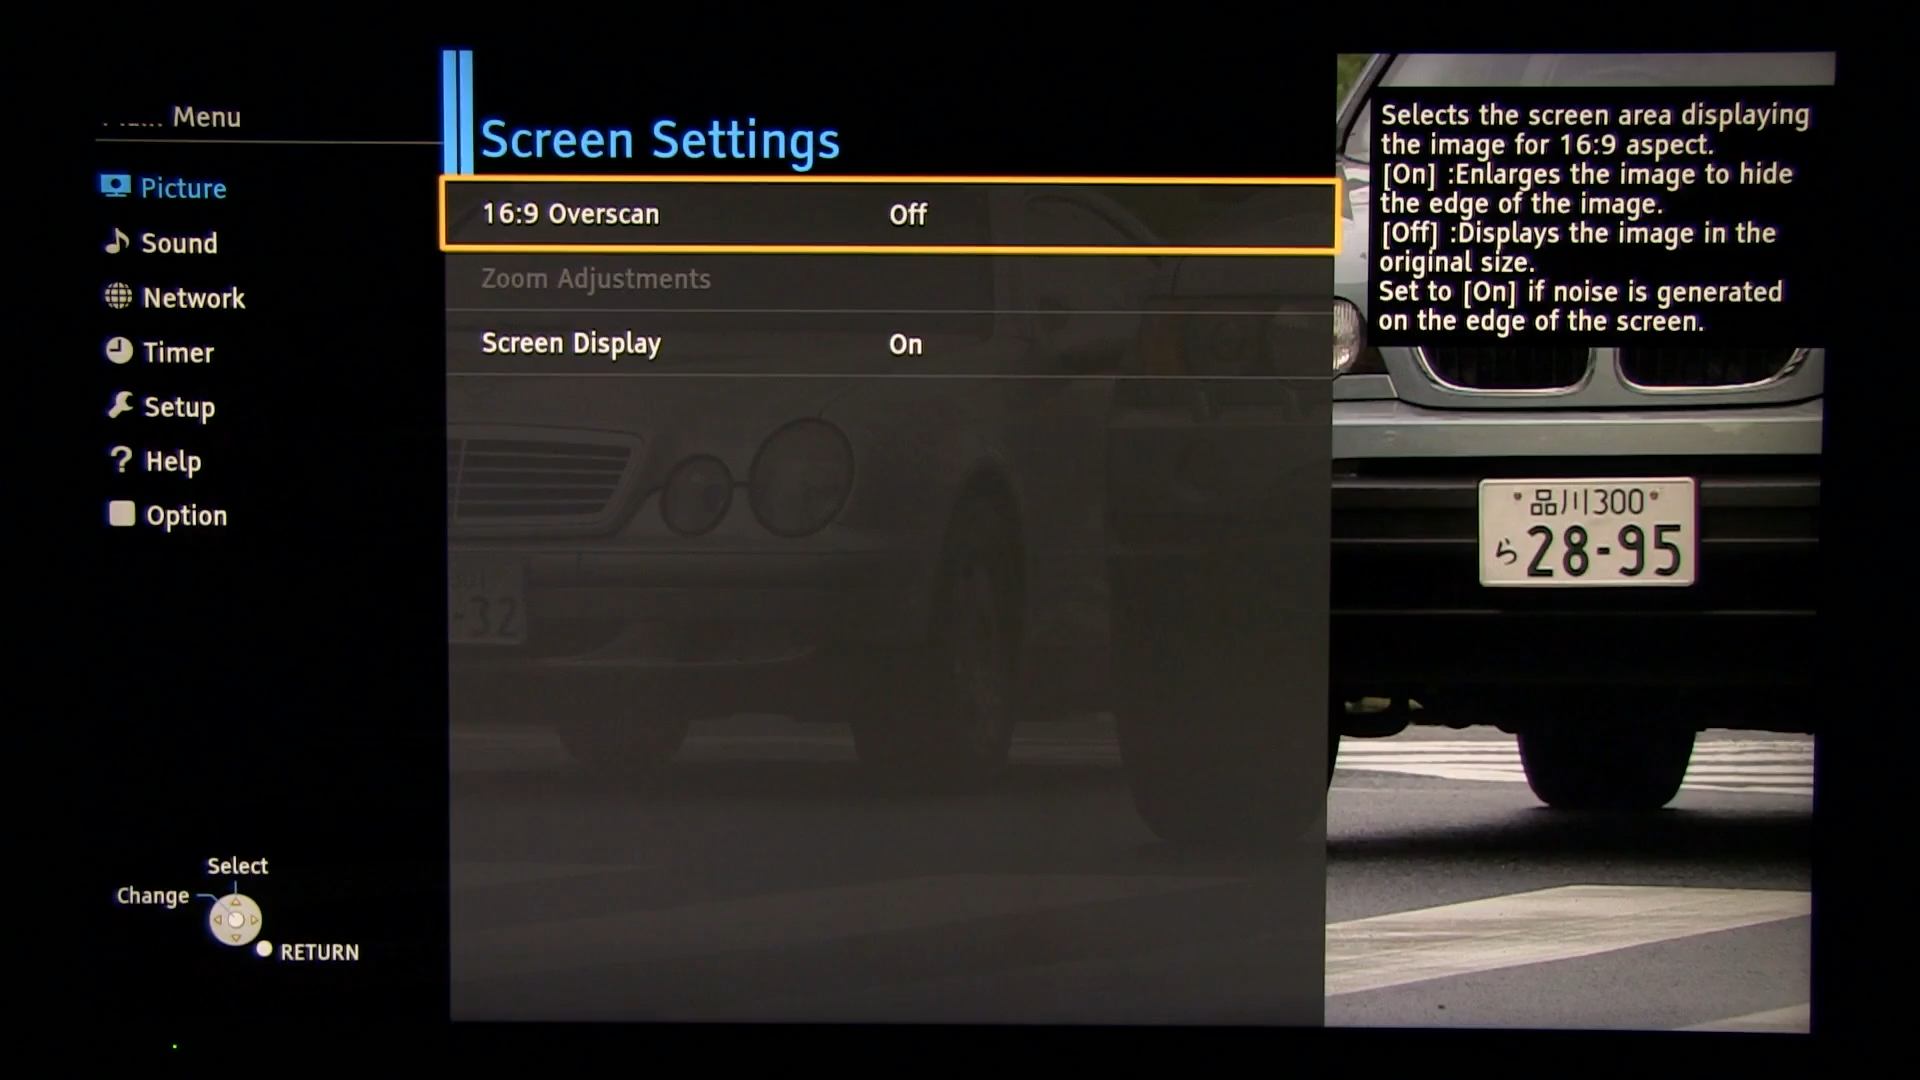 Menu
Picture
Sound
Network
Timer
Setup
Help
Option
Select
Change
RETURN
Screen Settings
16:9 Overscan Off
Zoom Adjustments
Screen Display On
Selects the screen area displaying
the image for 16:9 aspect.
[On] :Enlarges the image to hide
the edge of the image.
[Off] :Displays the image in the
original size.
Set to [On] if noise is generated
on the edge of the screen.
品川300
ら 28-95
-32